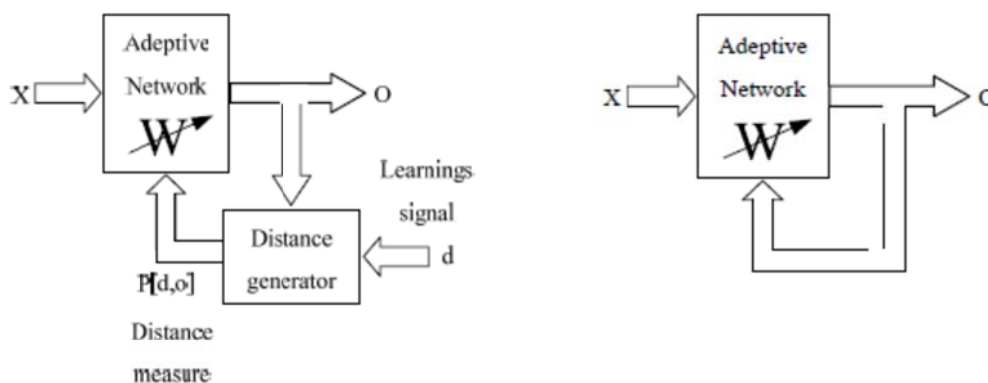 Adeptive
Network
W
X
O
Learnings
signal
d
Distance
generator
P[d,o]
Distance
measure
Adeptive
Network
W
X